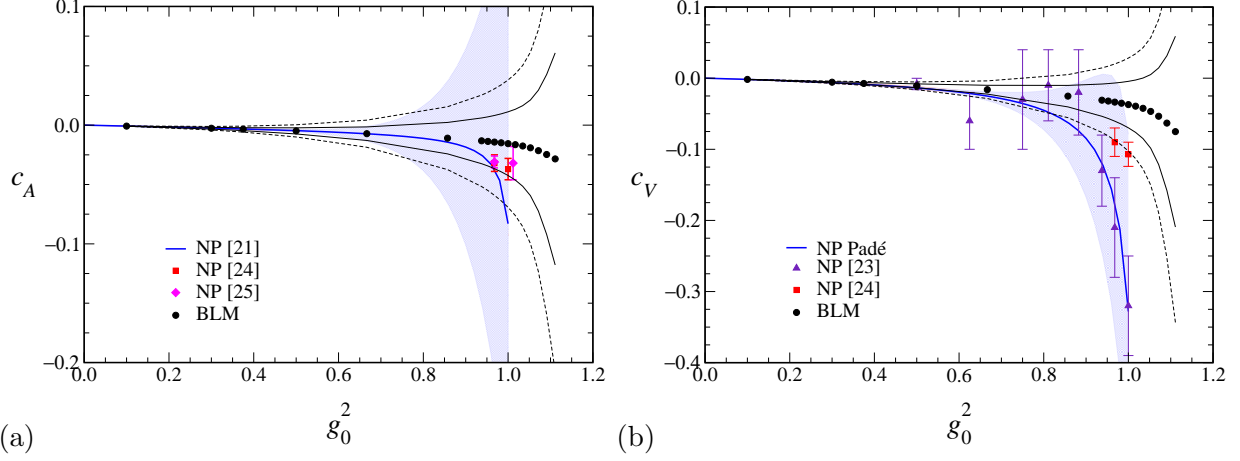 0.1
0.0
−0.1
−0.2
c_A
NP [21]
NP [24]
NP [25]
BLM
0.0 0.2 0.4 0.6 0.8 1.0 1.2
g_0^2
(a)
0.1
0.0
−0.1
−0.2
−0.3
−0.4
c_V
NP Padé
NP [23]
NP [24]
BLM
0.0 0.2 0.4 0.6 0.8 1.0 1.2
g_0^2
(b)